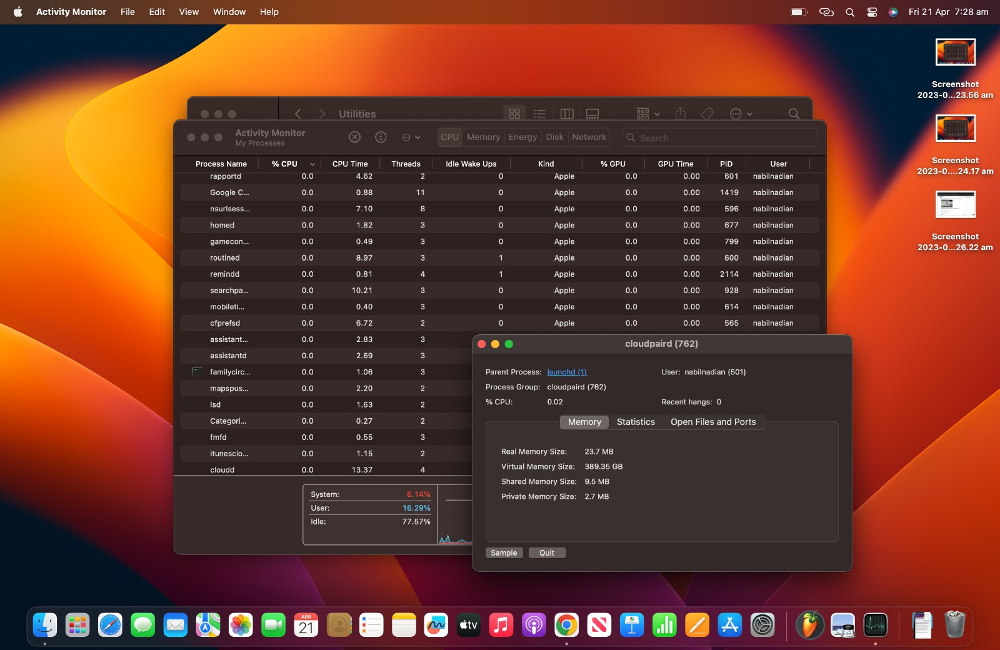 Activity Monitor File Edit View Window Help
Fri 21 Apr 7:28 am
Screenshot
2023-0...23.56 am
Screenshot
2023-0....24.17 am
Screenshot
2023-0...26.22 am
Utilities
Activity Monitor
My Processes
CPU Memory Energy Disk Network
Search
Process Name % CPU CPU Time Threads Idle Wake Ups Kind % GPU GPU Time PID User
rapportd 0.0 4.62 2 0 Apple 0.0 0.00 601 nabilnadian
Google C... 0.0 0.88 11 0 Apple 0.0 0.00 1419 nabilnadian
nsurlsess... 0.0 7.10 8 0 Apple 0.0 0.00 596 nabilnadian
homed 0.0 1.82 3 0 Apple 0.0 0.00 677 nabilnadian
gamecon... 0.0 0.49 3 0 Apple 0.0 0.00 799 nabilnadian
routined 0.0 8.97 3 1 Apple 0.0 0.00 600 nabilnadian
remindd 0.0 0.81 4 1 Apple 0.0 0.00 2114 nabilnadian
searchpa... 0.0 10.21 3 0 Apple 0.0 0.00 928 nabilnadian
mobileti... 0.0 0.40 3 0 Apple 0.0 0.00 614 nabilnadian
cfprefsd 0.0 6.72 2 0 Apple 0.0 0.00 565 nabilnadian
assistant... 0.0 2.83 3
assistantd 0.0 2.69 3
familycirc... 0.0 1.06 3
mapspus... 0.0 2.20 2
lsd 0.0 1.63 2
Categori... 0.0 0.27 2
fmfd 0.0 0.55 3
itunesclo... 0.0 1.15 2
cloudd 0.0 13.37 4
System: 6.14%
User: 16.29%
Idle: 77.57%
cloudpaird (762)
Parent Process: launchd (1) User: nabilnadian (501)
Process Group: cloudpaird (762)
% CPU: 0.02 Recent hangs: 0
Memory Statistics Open Files and Ports
Real Memory Size: 23.7 MB
Virtual Memory Size: 389.35 GB
Shared Memory Size: 9.5 MB
Private Memory Size: 2.7 MB
Sample Quit
APR
21
tv